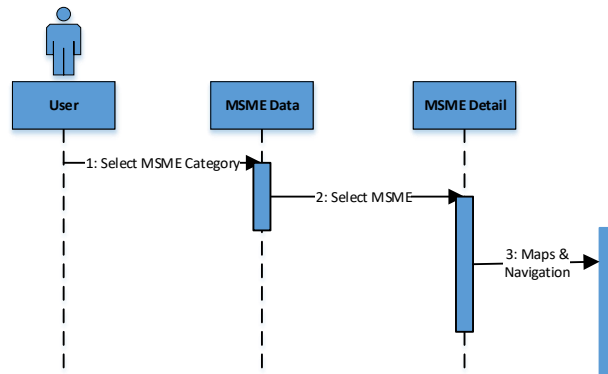 User
MSME Data
MSME Detail
1: Select MSME Category
2: Select MSME
3: Maps &
Navigation